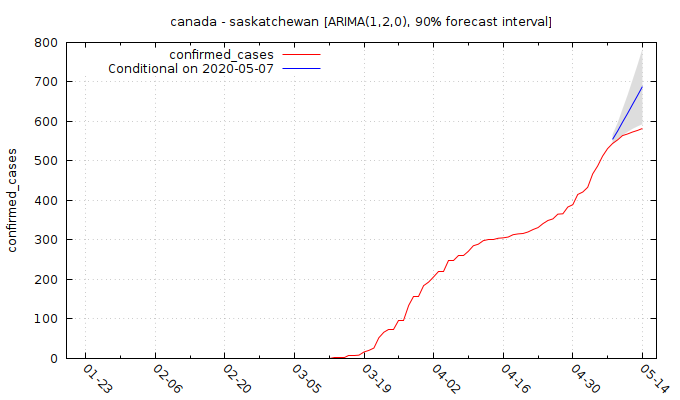 canada - saskatchewan [ARIMA(1,2,0), 90% forecast interval]
confirmed_cases
Conditional on 2020-05-07
confirmed_cases
800
700
600
500
400
300
200
100
0
01-23 02-06 02-20 03-05 03-19 04-02 04-16 04-30 05-14